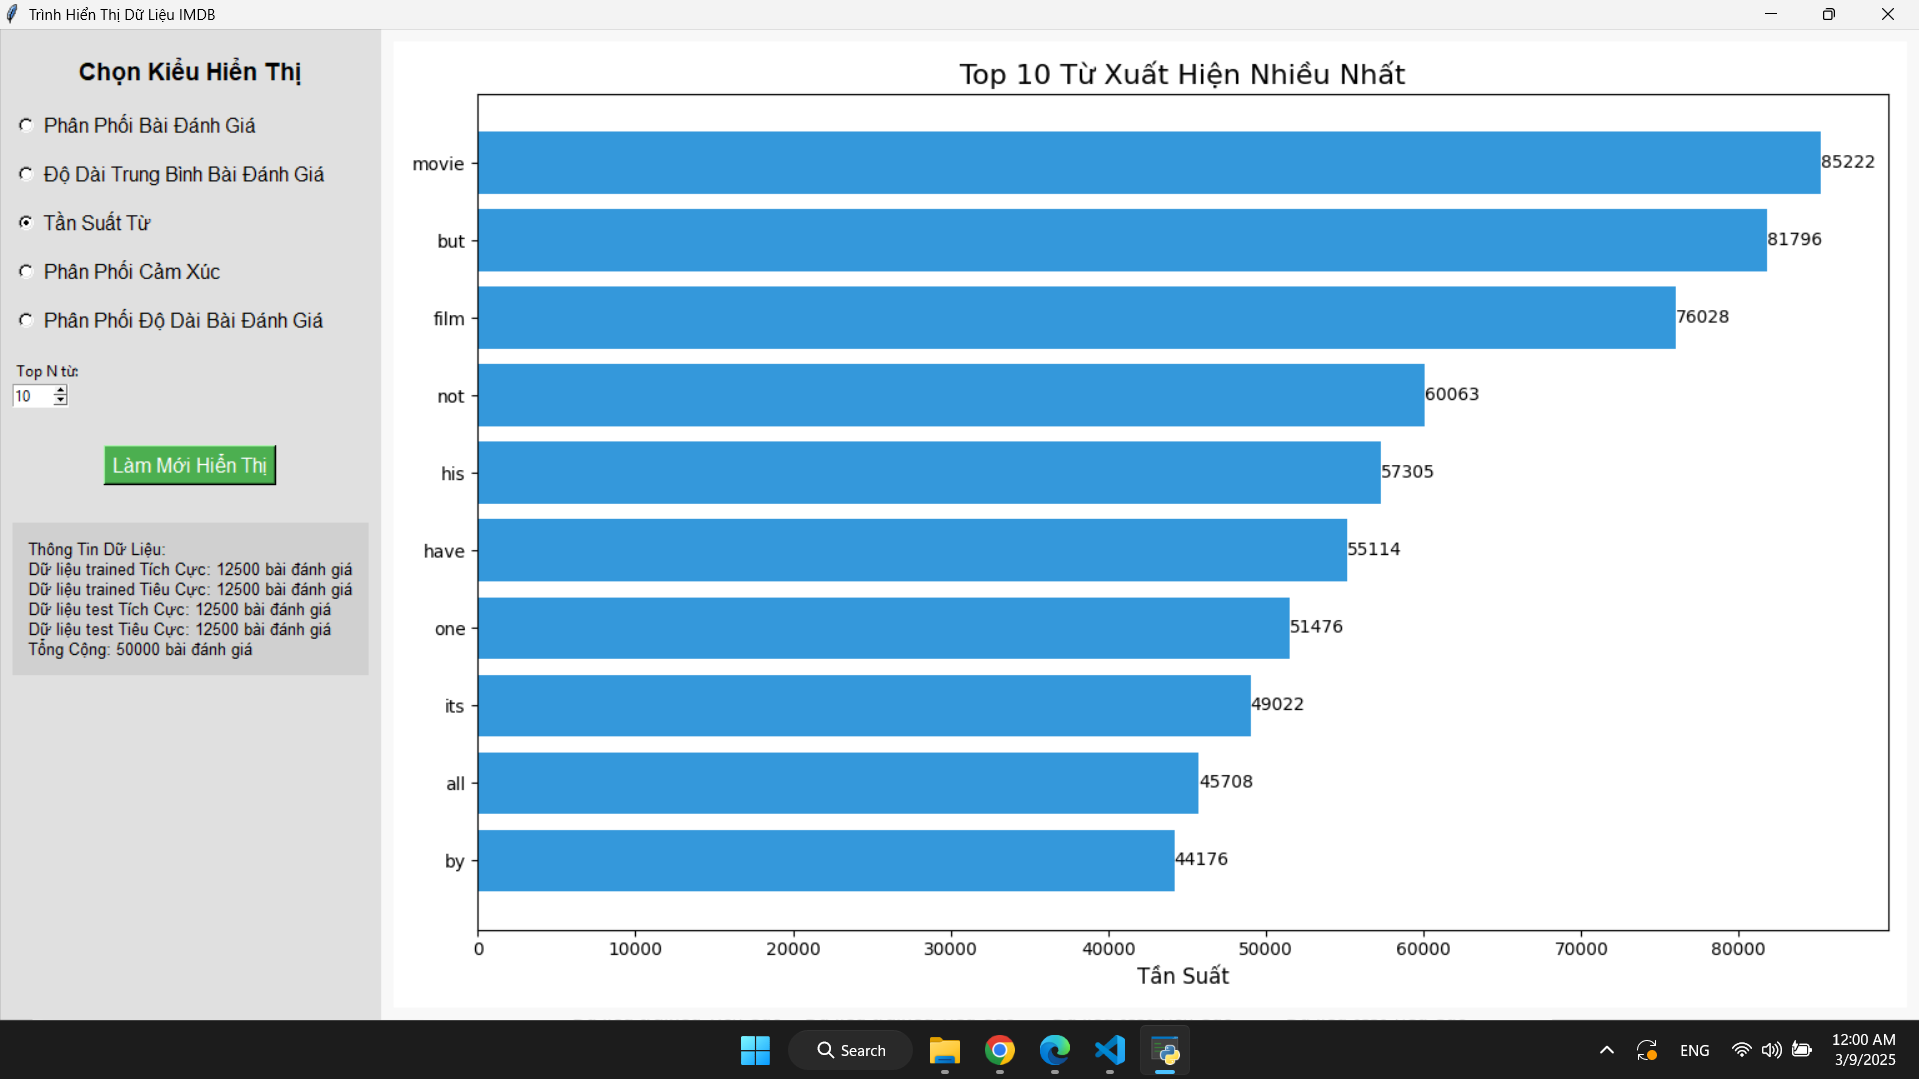 Trình Hiển Thị Dữ Liệu IMDB
Chọn Kiểu Hiển Thị
Phân Phối Bài Đánh Giá
Độ Dài Trung Bình Bài Đánh Giá
Tần Suất Từ
Phân Phối Cảm Xúc
Phân Phối Độ Dài Bài Đánh Giá
Top N từ:
10
Làm Mới Hiển Thị
Thông Tin Dữ Liệu:
Dữ liệu trained Tích Cực: 12500 bài đánh giá
Dữ liệu trained Tiêu Cực: 12500 bài đánh giá
Dữ liệu test Tích Cực: 12500 bài đánh giá
Dữ liệu test Tiêu Cực: 12500 bài đánh giá
Tổng Cộng: 50000 bài đánh giá
Top 10 Từ Xuất Hiện Nhiều Nhất
movie 85222
but 81796
film 76028
not 60063
his 57305
have 55114
one 51476
its 49022
all 45708
by 44176
0 10000 20000 30000 40000 50000 60000 70000 80000
Tần Suất
Search
ENG
12:00 AM
3/9/2025